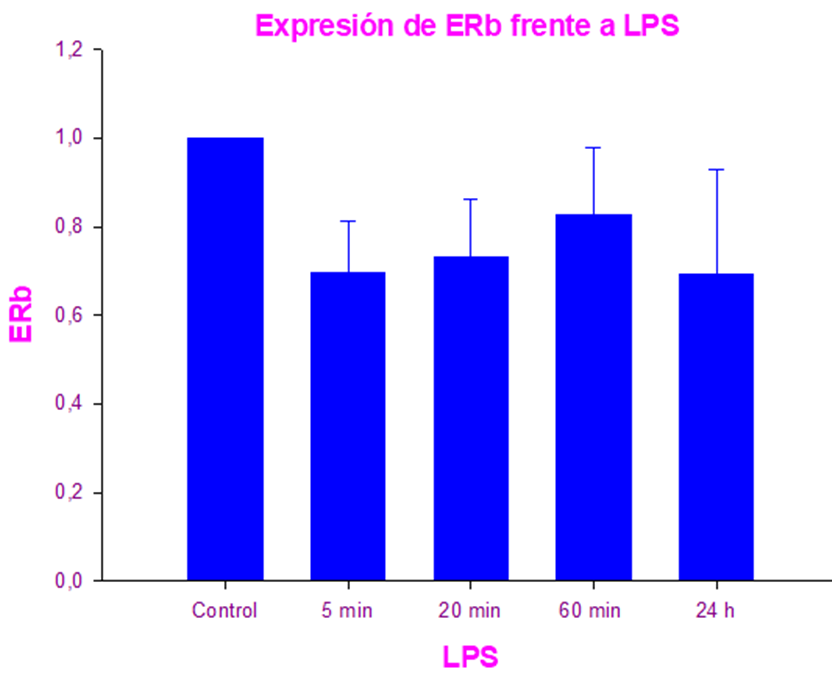 Expresión de ERb frente a LPS
1,2
1,0
0,8
0,6
0,4
0,2
0,0
ERb
Control 5 min 20 min 60 min 24 h
LPS